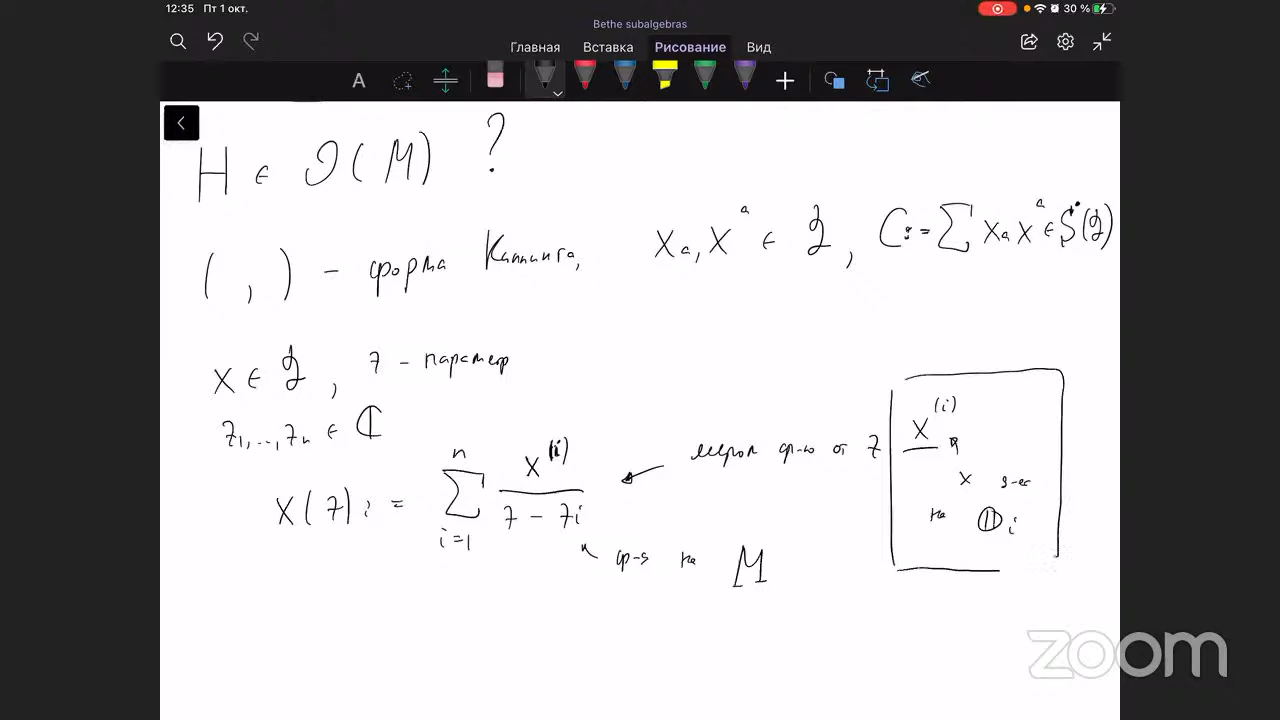 12:35 Пт 1 окт.
30 %
Bethe subalgebras
Главная Вставка Рисование Вид
A
H ∈ O(M) ?
( , ) – форма Киллинга, x_a, x^a ∈ g, C := ∑ x_a x^a ∈ S^•(g)
x ∈ g, z – параметр
z_1, ..., z_n ∈ ℂ
x(z) := ∑_{i=1}^{n} x^{(i)} / (z – z_i) ← мером ф-ю от z
ф-я на M
x^{(i)}
x
на 𝕆_i
zoom